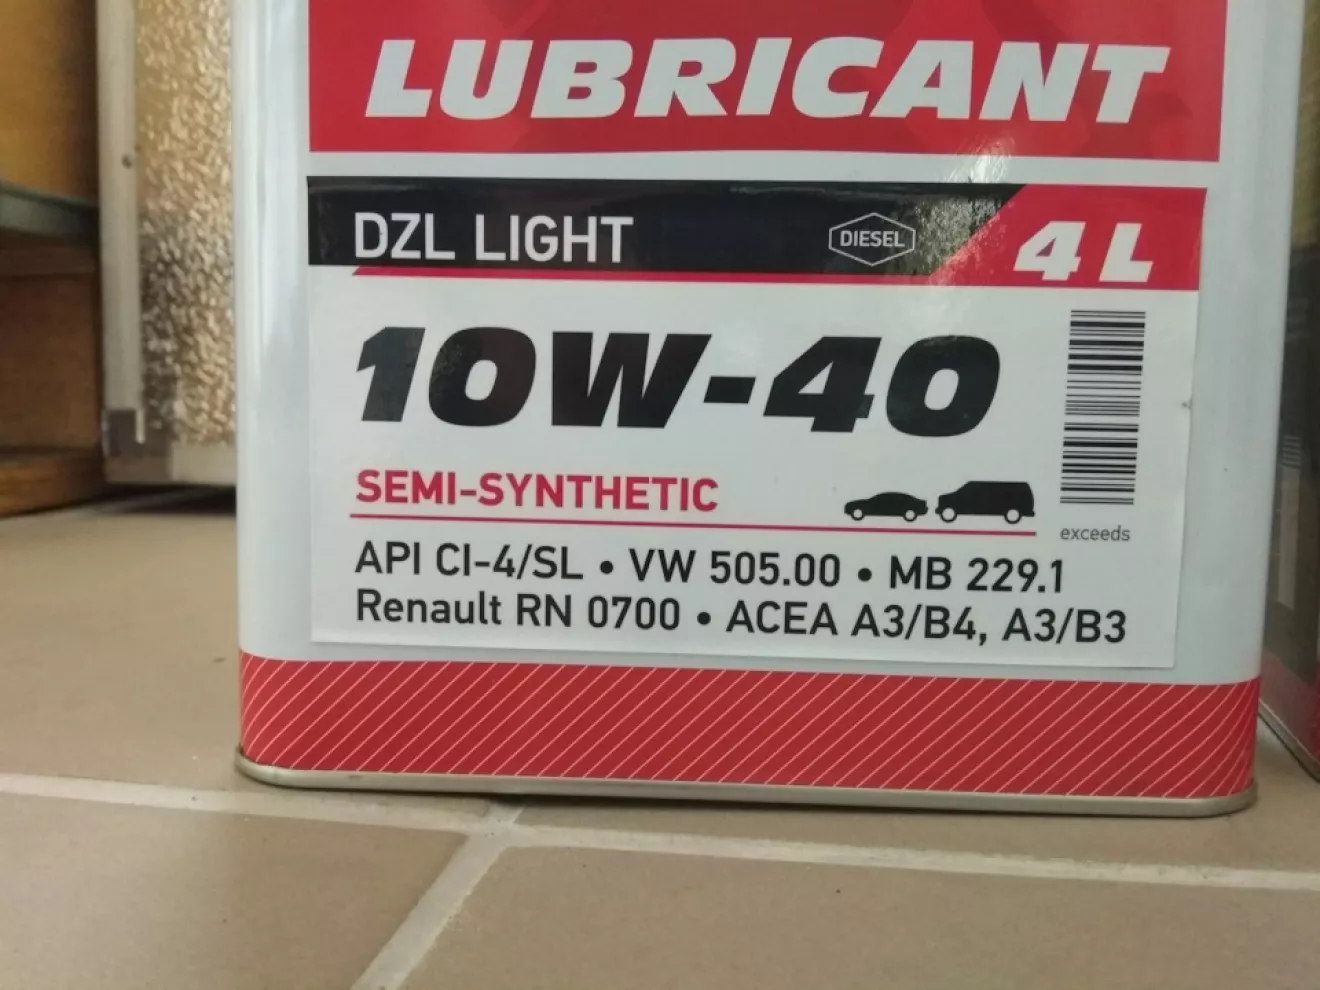 LUBRICANT
DZL LIGHT
DIESEL
4 L
10W-40
SEMI-SYNTHETIC
exceeds
API CI-4/SL • VW 505.00 • MB 229.1
Renault RN 0700 • ACEA A3/B4, A3/B3